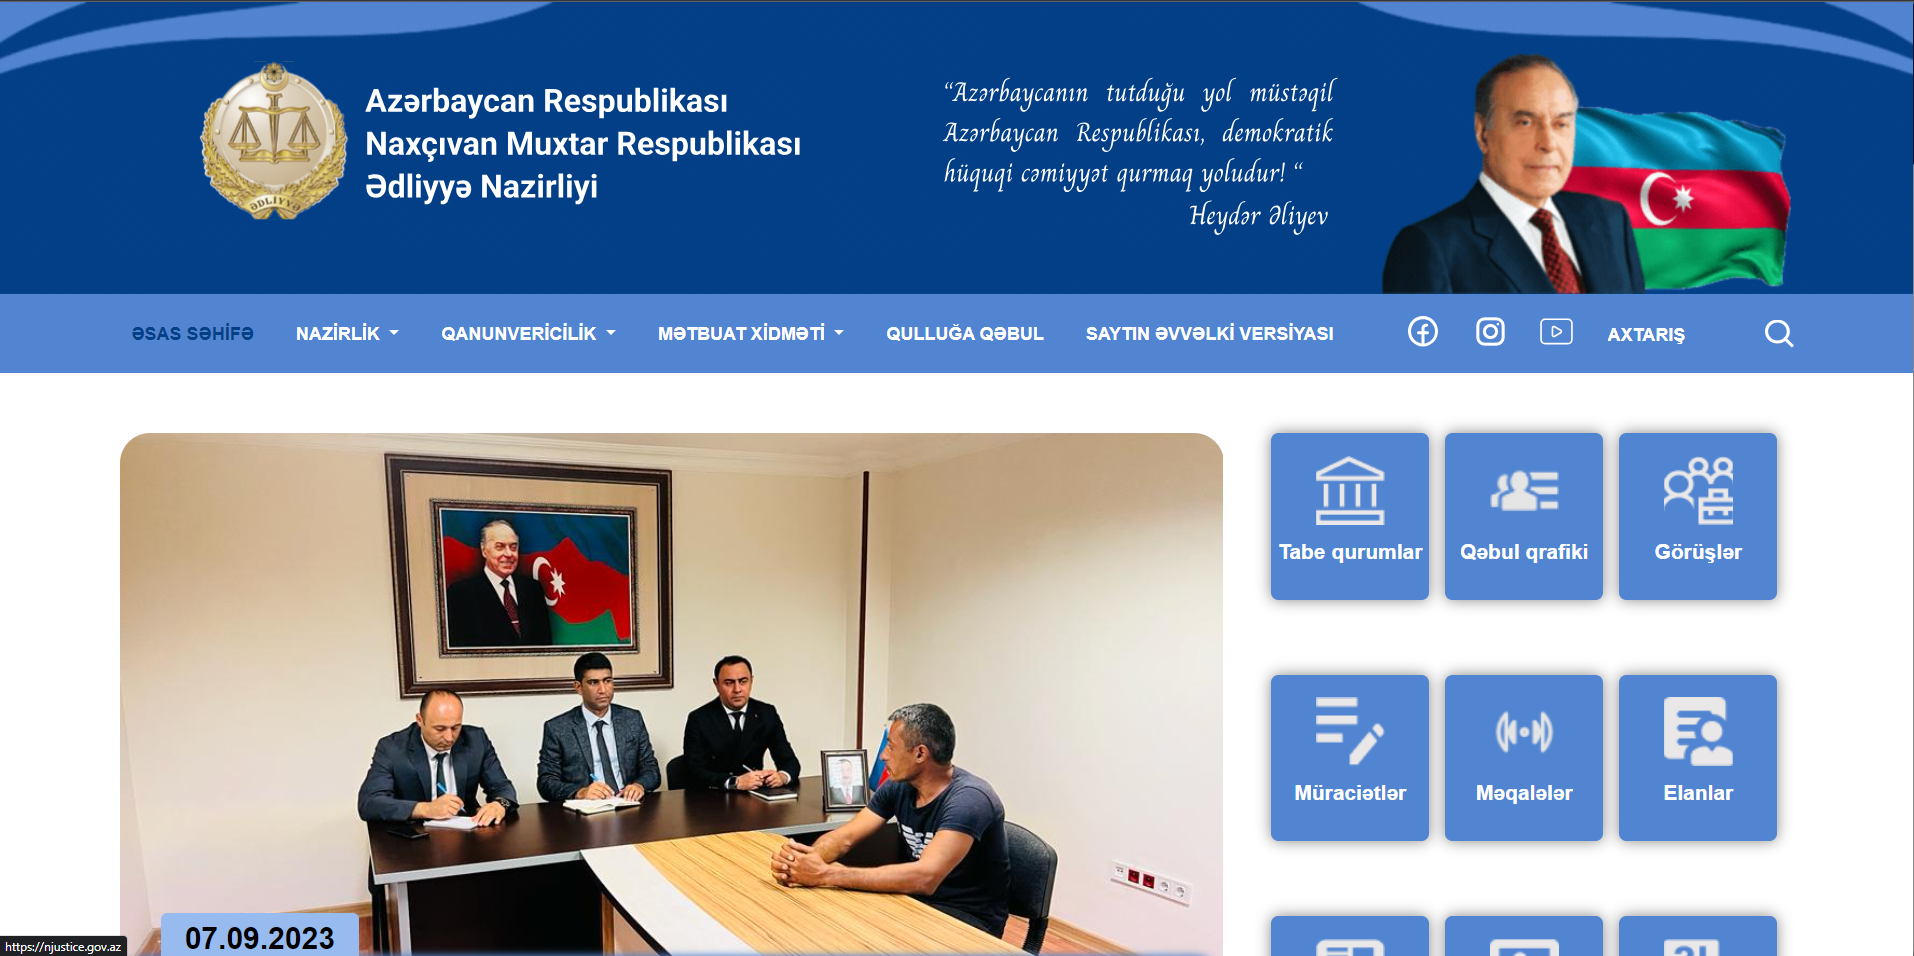 Azərbaycan Respublikası
Naxçıvan Muxtar Respublikası
Ədliyyə Nazirliyi
ƏDLİYYƏ
“Azərbaycanın tutduğu yol müstəqil
Azərbaycan Respublikası, demokratik
hüquqi cəmiyyət qurmaq yoludur! “
Heydər Əliyev
ƏSAS SƏHİFƏ
NAZİRLİK
QANUNVERİCİLİK
MƏTBUAT XİDMƏTİ
QULLUĞA QƏBUL
SAYTIN ƏVVƏLKİ VERSİYASI
AXTARIŞ
Tabe qurumlar
Qəbul qrafiki
Görüşlər
Müraciətlər
Məqalələr
Elanlar
07.09.2023
https://njustice.gov.az